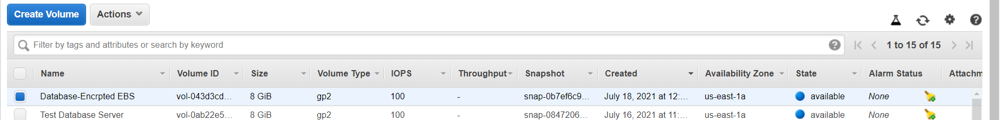 Create Volume Actions
Filter by tags and attributes or search by keyword 1 to 15 of 15
Name Volume ID Size Volume Type IOPS Throughput Snapshot Created Availability Zone State Alarm Status Attachm
Database-Encrpted EBS vol-043d3cd... 8 GiB gp2 100 - snap-0b7ef6c9... July 18, 2021 at 12:... us-east-1a available None
Test Database Server vol-0ab22e5... 8 GiB gp2 100 - snap-0847206... July 16, 2021 at 11:... us-east-1a available None